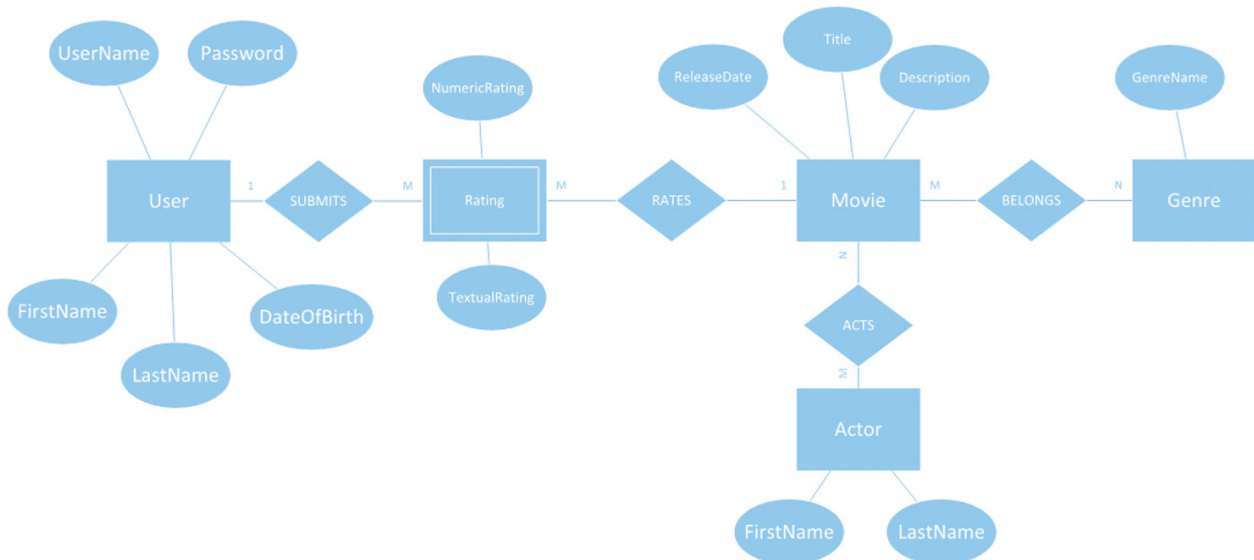 UserName
Password
NumericRating
ReleaseDate
Title
Description
GenreName
User
1
SUBMITS
M
Rating
M
RATES
1
Movie
M
BELONGS
N
Genre
FirstName
LastName
DateOfBirth
TextualRating
N
ACTS
M
Actor
FirstName
LastName